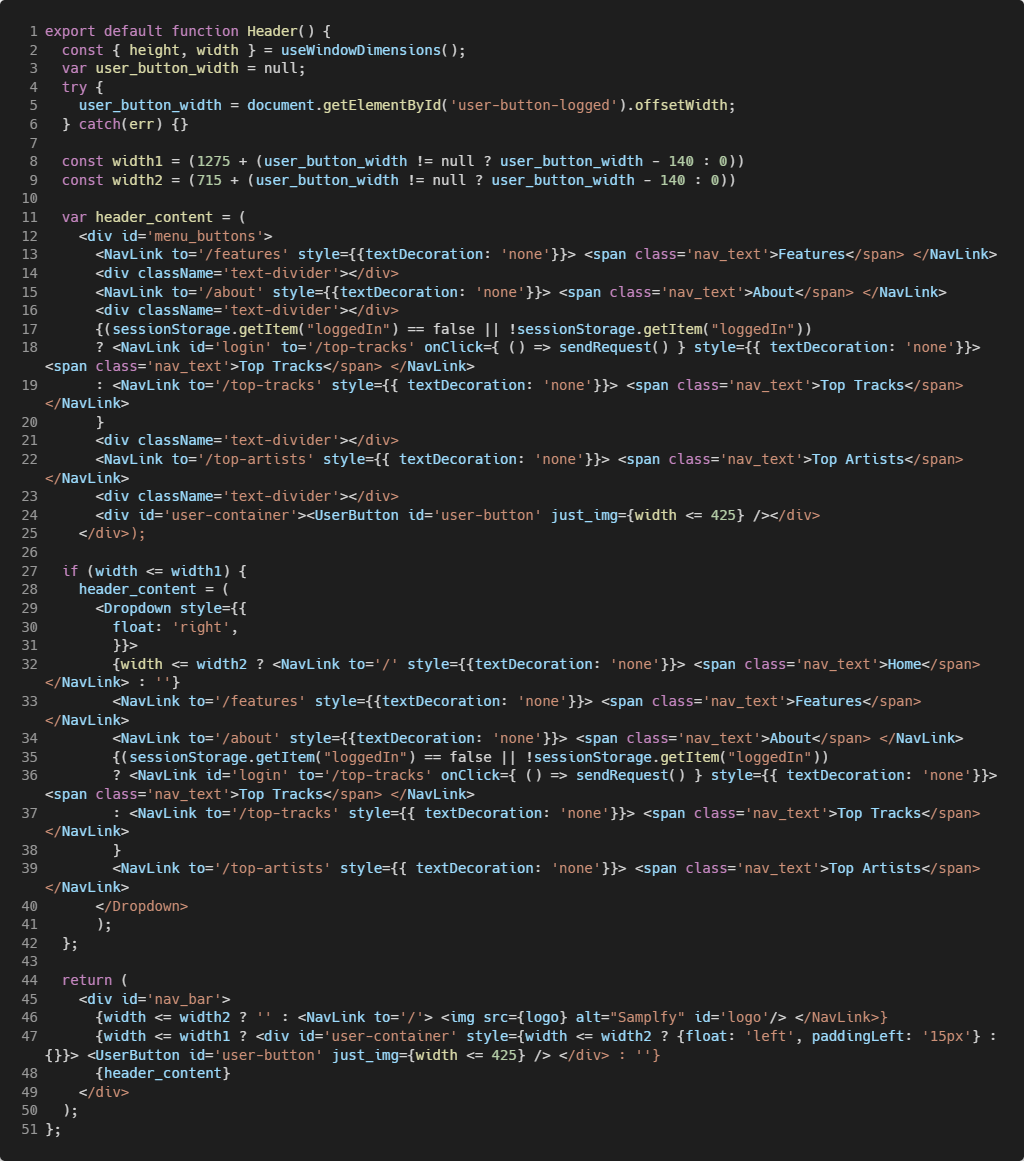 1 export default function Header() {
2   const { height, width } = useWindowDimensions();
3   var user_button_width = null;
4   try {
5     user_button_width = document.getElementById('user-button-logged').offsetWidth;
6   } catch(err) {}
7
8   const width1 = (1275 + (user_button_width != null ? user_button_width - 140 : 0))
9   const width2 = (715 + (user_button_width != null ? user_button_width - 140 : 0))
10
11   var header_content = (
12     <div id='menu_buttons'>
13       <NavLink to='/features' style={{textDecoration: 'none'}}> <span class='nav_text'>Features</span> </NavLink>
14       <div className='text-divider'></div>
15       <NavLink to='/about' style={{textDecoration: 'none'}}> <span class='nav_text'>About</span> </NavLink>
16       <div className='text-divider'></div>
17       {(sessionStorage.getItem("loggedIn") == false || !sessionStorage.getItem("loggedIn"))
18       ? <NavLink id='login' to='/top-tracks' onClick={ () => sendRequest() } style={{ textDecoration: 'none'}}>
<span class='nav_text'>Top Tracks</span> </NavLink>
19       : <NavLink to='/top-tracks' style={{ textDecoration: 'none'}}> <span class='nav_text'>Top Tracks</span>
</NavLink>
20       }
21       <div className='text-divider'></div>
22       <NavLink to='/top-artists' style={{ textDecoration: 'none'}}> <span class='nav_text'>Top Artists</span>
</NavLink>
23       <div className='text-divider'></div>
24       <div id='user-container'><UserButton id='user-button' just_img={width <= 425} /></div>
25     </div>);
26
27   if (width <= width1) {
28     header_content = (
29       <Dropdown style={{
30         float: 'right',
31         }}>
32         {width <= width2 ? <NavLink to='/' style={{textDecoration: 'none'}}> <span class='nav_text'>Home</span>
</NavLink> : ''}
33         <NavLink to='/features' style={{textDecoration: 'none'}}> <span class='nav_text'>Features</span>
</NavLink>
34         <NavLink to='/about' style={{textDecoration: 'none'}}> <span class='nav_text'>About</span> </NavLink>
35         {(sessionStorage.getItem("loggedIn") == false || !sessionStorage.getItem("loggedIn"))
36         ? <NavLink id='login' to='/top-tracks' onClick={ () => sendRequest() } style={{ textDecoration: 'none'}}>
<span class='nav_text'>Top Tracks</span> </NavLink>
37         : <NavLink to='/top-tracks' style={{ textDecoration: 'none'}}> <span class='nav_text'>Top Tracks</span>
</NavLink>
38         }
39         <NavLink to='/top-artists' style={{ textDecoration: 'none'}}> <span class='nav_text'>Top Artists</span>
</NavLink>
40       </Dropdown>
41       );
42   };
43
44   return (
45     <div id='nav_bar'>
46       {width <= width2 ? '' : <NavLink to='/'> <img src={logo} alt="Samplfy" id='logo'/> </NavLink>}
47       {width <= width1 ? <div id='user-container' style={width <= width2 ? {float: 'left', paddingLeft: '15px'} :
{}}> <UserButton id='user-button' just_img={width <= 425} /> </div> : ''}
48       {header_content}
49     </div>
50   );
51 };